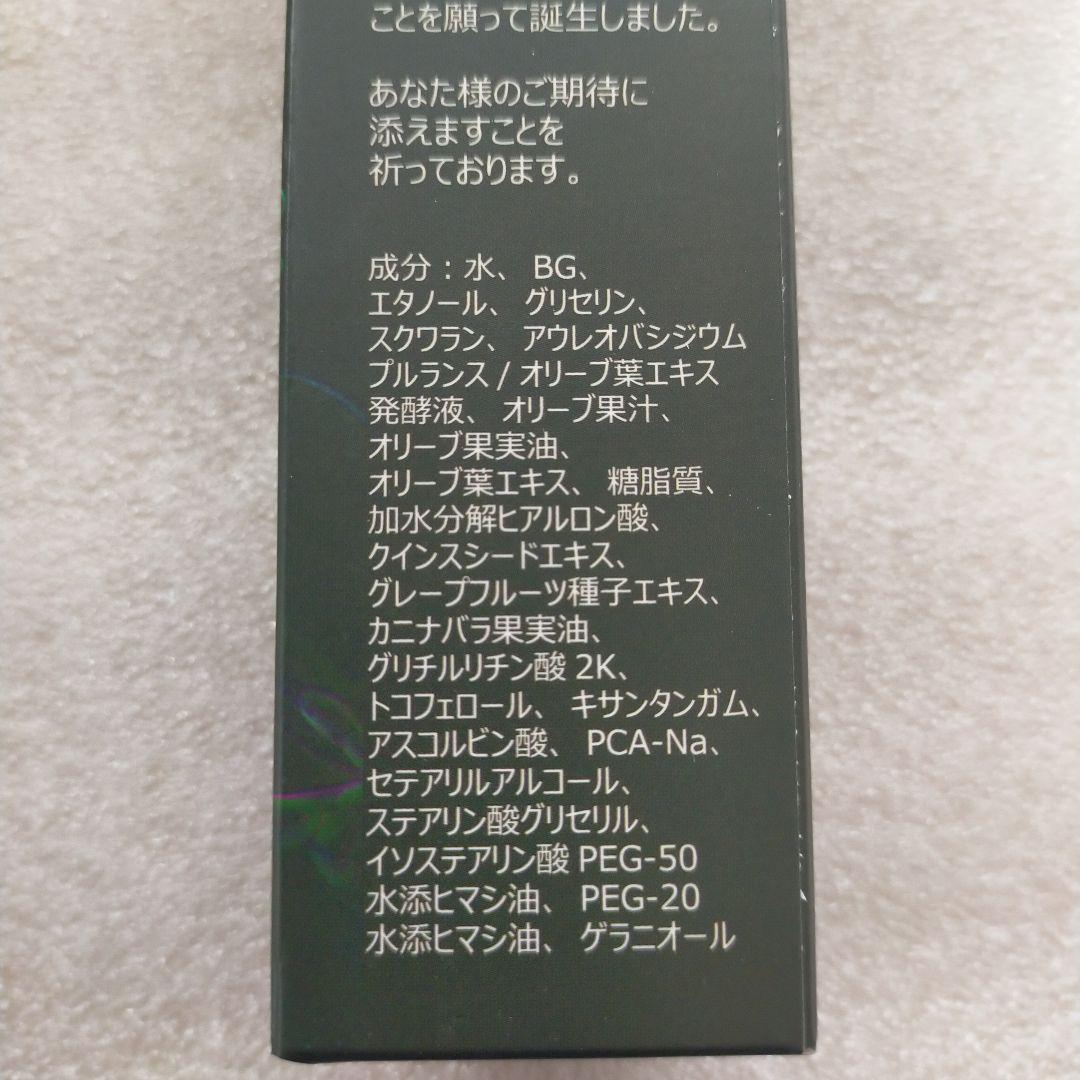 ことを願って誕生しました。
あなた様のご期待に
添えますことを
祈っております。
成分：水、 BG、
エタノール、 グリセリン、
スクワラン、 アウレオバシジウム
プルランス / オリーブ葉エキス
発酵液、 オリーブ果汁、
オリーブ果実油、
オリーブ葉エキス、 糖脂質、
加水分解ヒアルロン酸、
クインスシードエキス、
グレープフルーツ種子エキス、
カニナバラ果実油、
グリチルリチン酸 2K、
トコフェロール、 キサンタンガム、
アスコルビン酸、 PCA-Na、
セテアリルアルコール、
ステアリン酸グリセリル、
イソステアリン酸 PEG-50
水添ヒマシ油、 PEG-20
水添ヒマシ油、 ゲラニオール